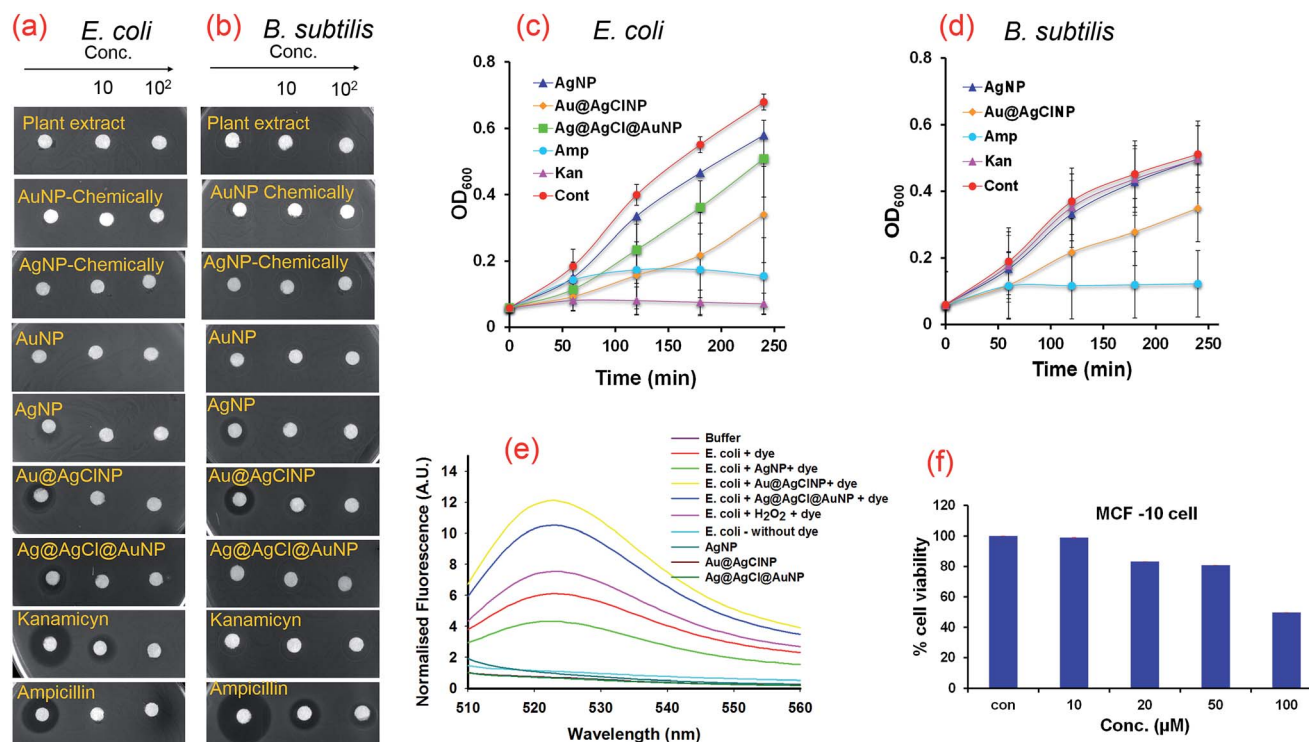 (a)
E. coli
Conc.
10
10²
Plant extract
AuNP-Chemically
AgNP-Chemically
AuNP
AgNP
Au@AgClNP
Ag@AgCl@AuNP
Kanamicyn
Ampicillin
(b)
B. subtilis
Conc.
10
10²
Plant extract
AuNP Chemically
AgNP-Chemically
AuNP
AgNP
Au@AgClNP
Ag@AgCl@AuNP
Kanamicyn
Ampicillin
(c)
E. coli
0.8
0.6
0.4
0.2
0
OD₆₀₀
AgNP
Au@AgClNP
Ag@AgCl@AuNP
Amp
Kan
Cont
0 50 100 150 200 250
Time (min)
(d)
B. subtilis
0.8
0.6
0.4
0.2
0
OD₆₀₀
AgNP
Au@AgClNP
Amp
Kan
Cont
0 50 100 150 200 250
Time (min)
(e)
Normalised Fluorescence (A.U.)
14
12
10
8
6
4
2
0
Buffer
E. coli + dye
E. coli + AgNP+ dye
E. coli + Au@AgClNP+ dye
E. coli + Ag@AgCl@AuNP + dye
E. coli + H₂O₂ + dye
E. coli - without dye
AgNP
Au@AgClNP
Ag@AgCl@AuNP
510 520 530 540 550 560
Wavelength (nm)
(f)
MCF -10 cell
% cell viability
120
100
80
60
40
20
0
con 10 20 50 100
Conc. (µM)